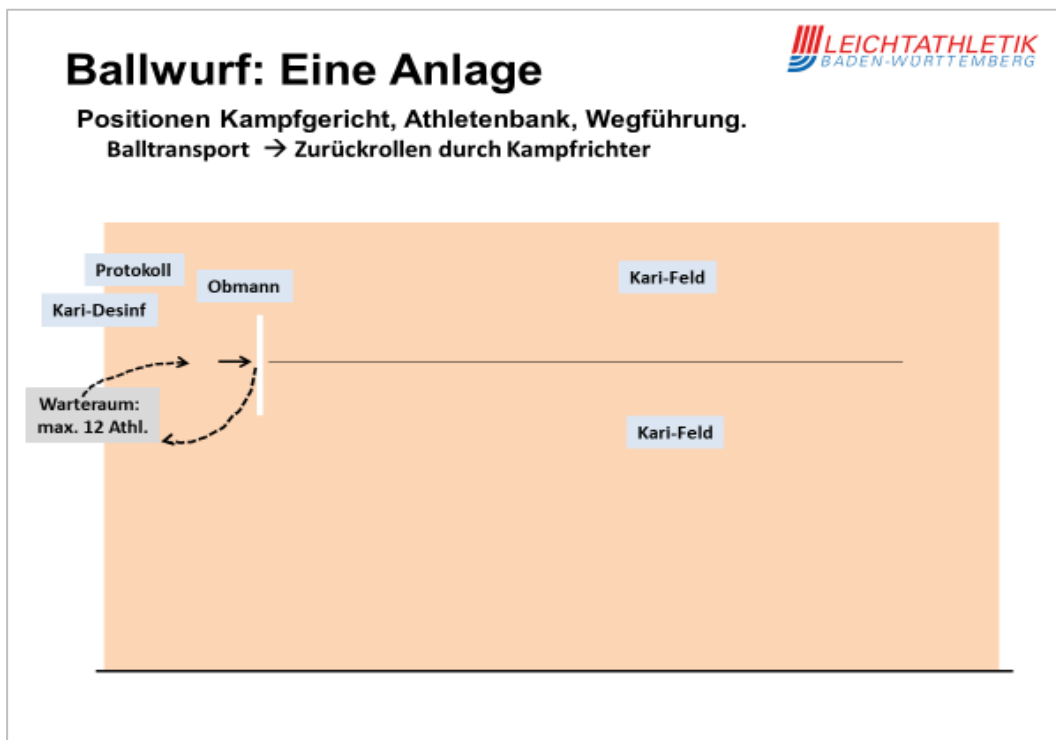 Ballwurf: Eine Anlage
LEICHTATHLETIK
BADEN-WÜRTTEMBERG
Positionen Kampfgericht, Athletenbank, Wegführung.
Balltransport → Zurückrollen durch Kampfrichter
Protokoll
Obmann
Kari-Feld
Kari-Desinf
Warteraum:
max. 12 Athl.
Kari-Feld